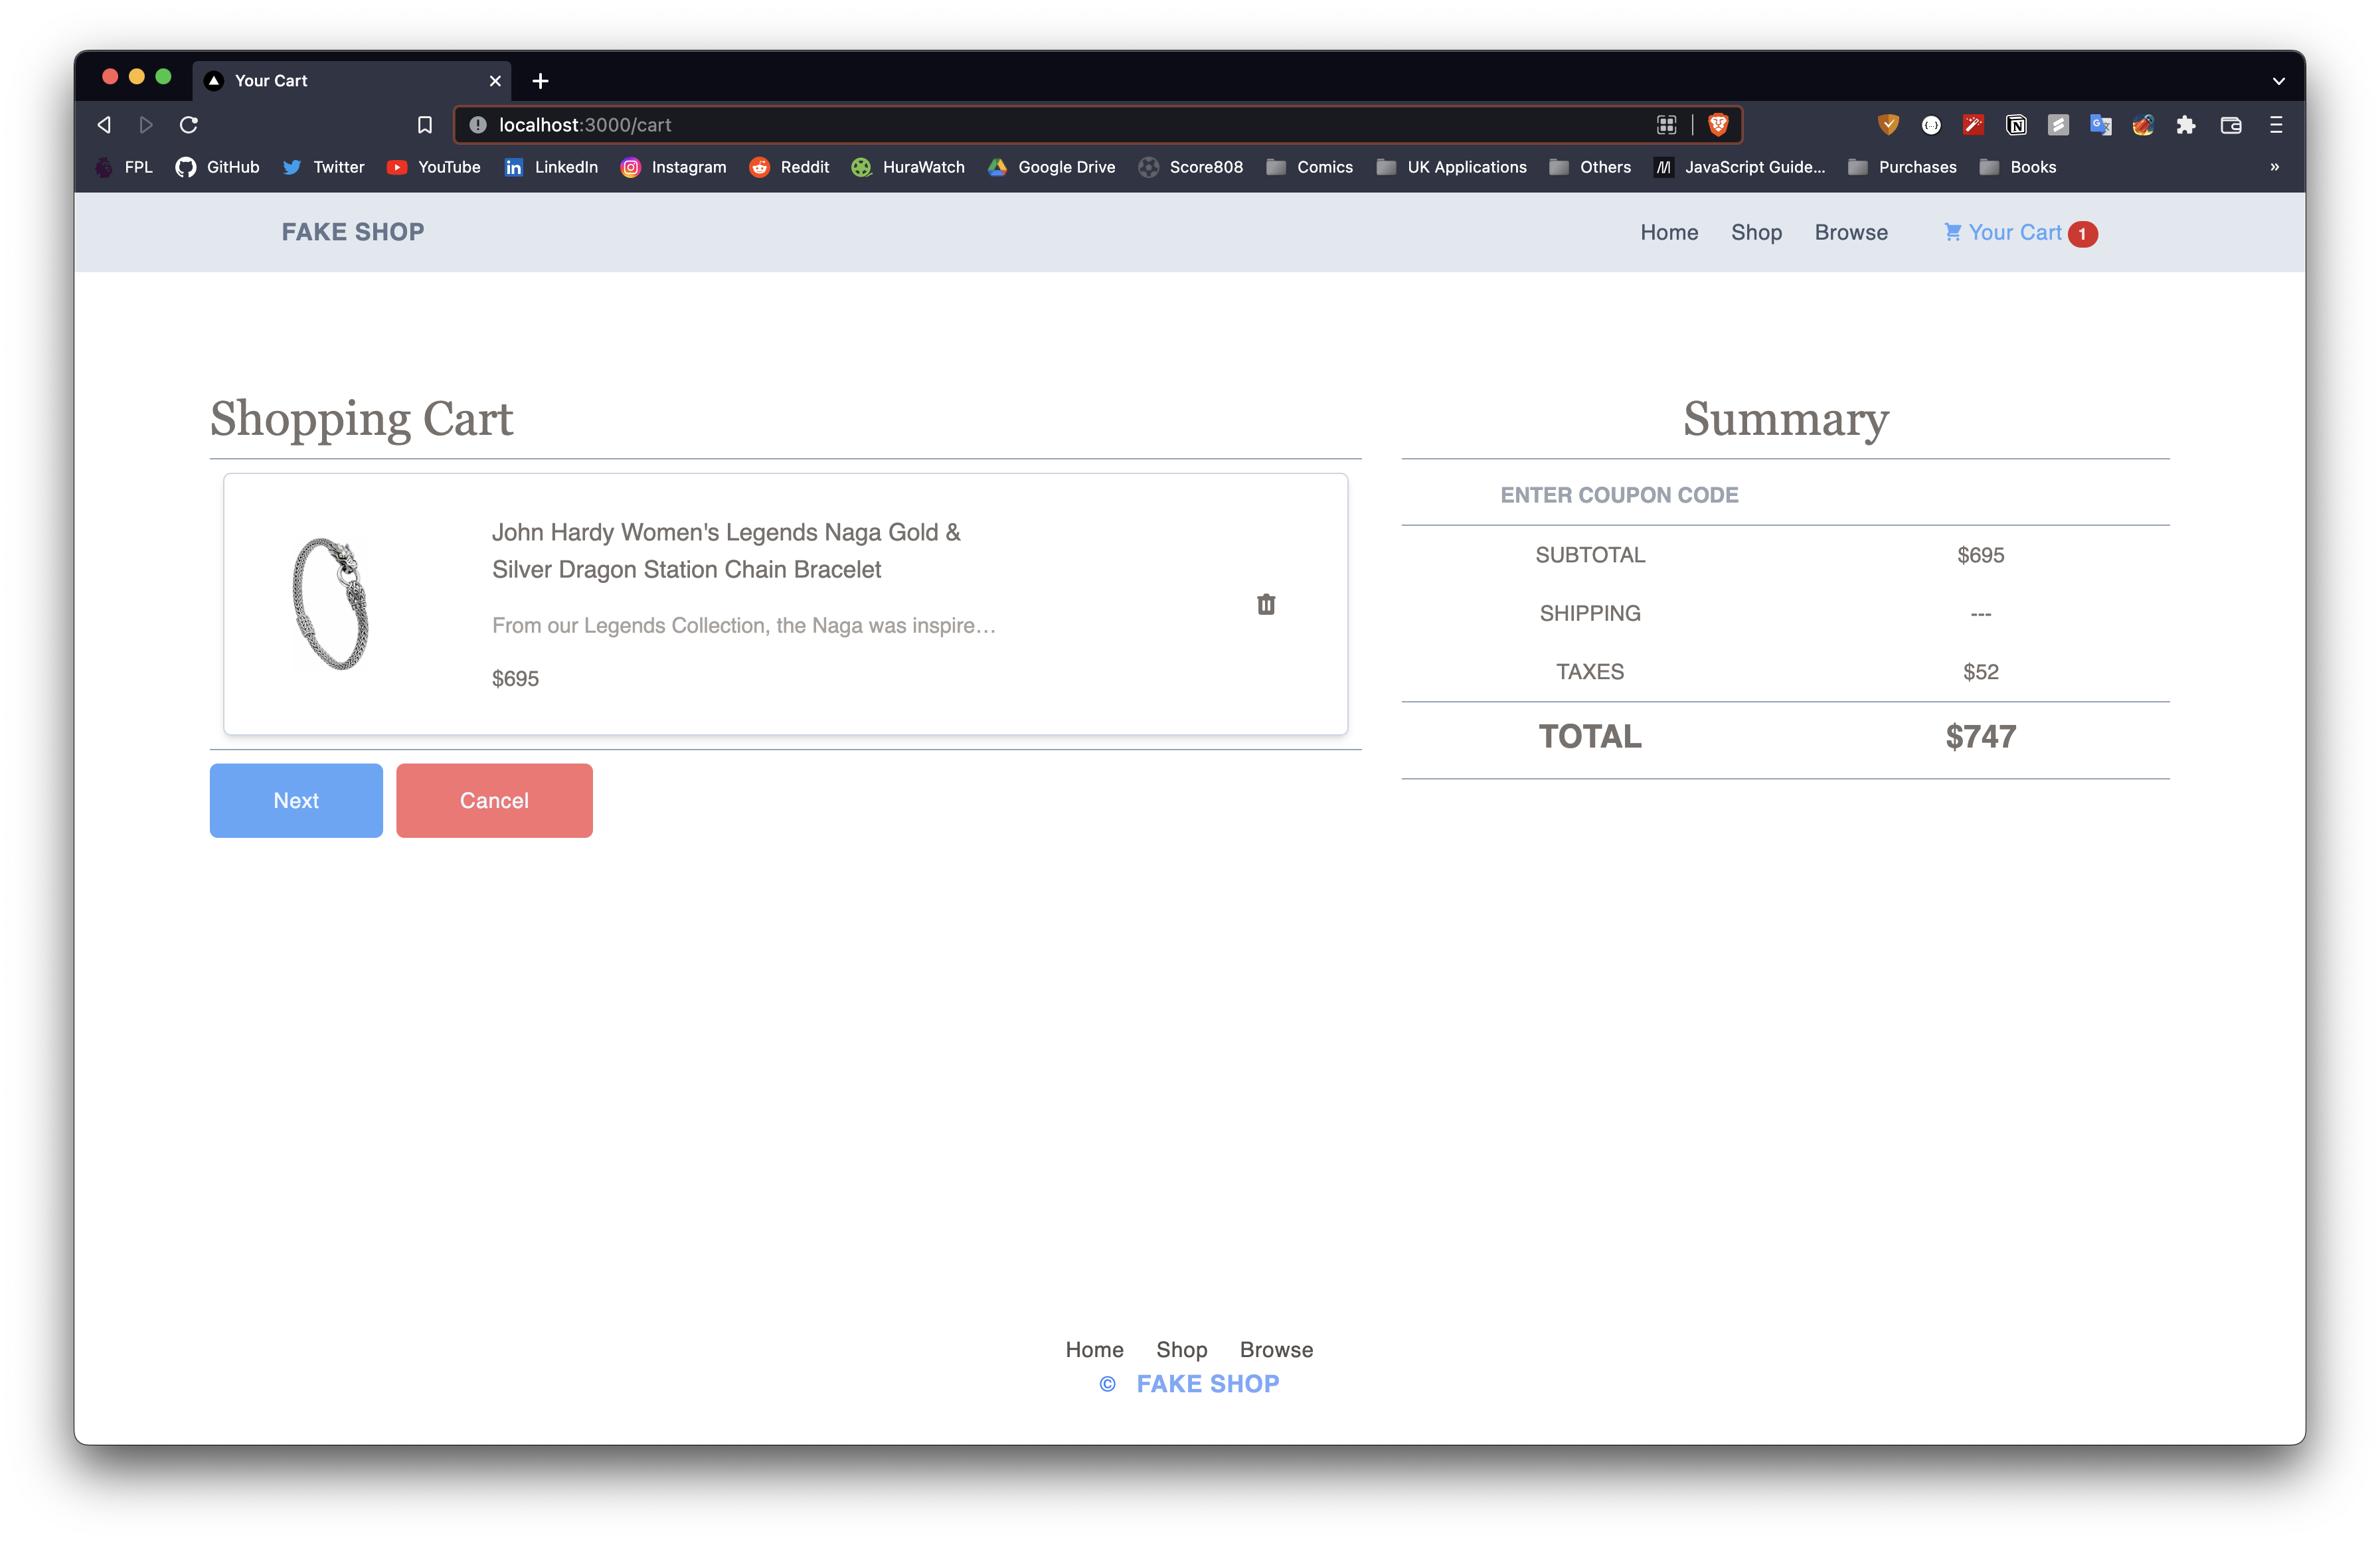 Your Cart
localhost:3000/cart
FPL GitHub Twitter YouTube LinkedIn Instagram Reddit HuraWatch Google Drive Score808 Comics UK Applications Others JavaScript Guide... Purchases Books »
FAKE SHOP Home Shop Browse Your Cart 1
Shopping Cart
John Hardy Women's Legends Naga Gold &
Silver Dragon Station Chain Bracelet
From our Legends Collection, the Naga was inspire...
$695
Next Cancel
Summary
ENTER COUPON CODE
SUBTOTAL $695
SHIPPING ---
TAXES $52
TOTAL $747
Home Shop Browse
© FAKE SHOP